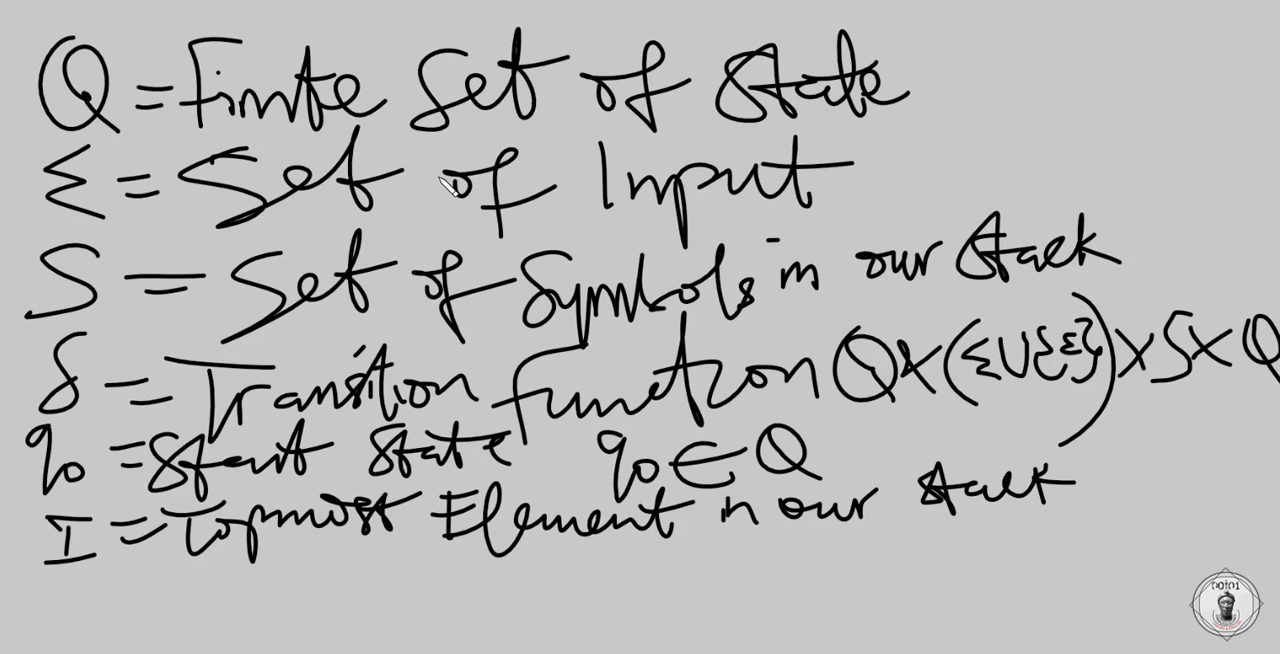 Q = Finite Set of State
Σ = Set of Input
S = Set of Symbols in our stack
δ = Transition function Q x (Σ ∪ {ε}) x S x Q
q0 = Start State q0 ∈ Q
I = Topmost Element in our stack
00101